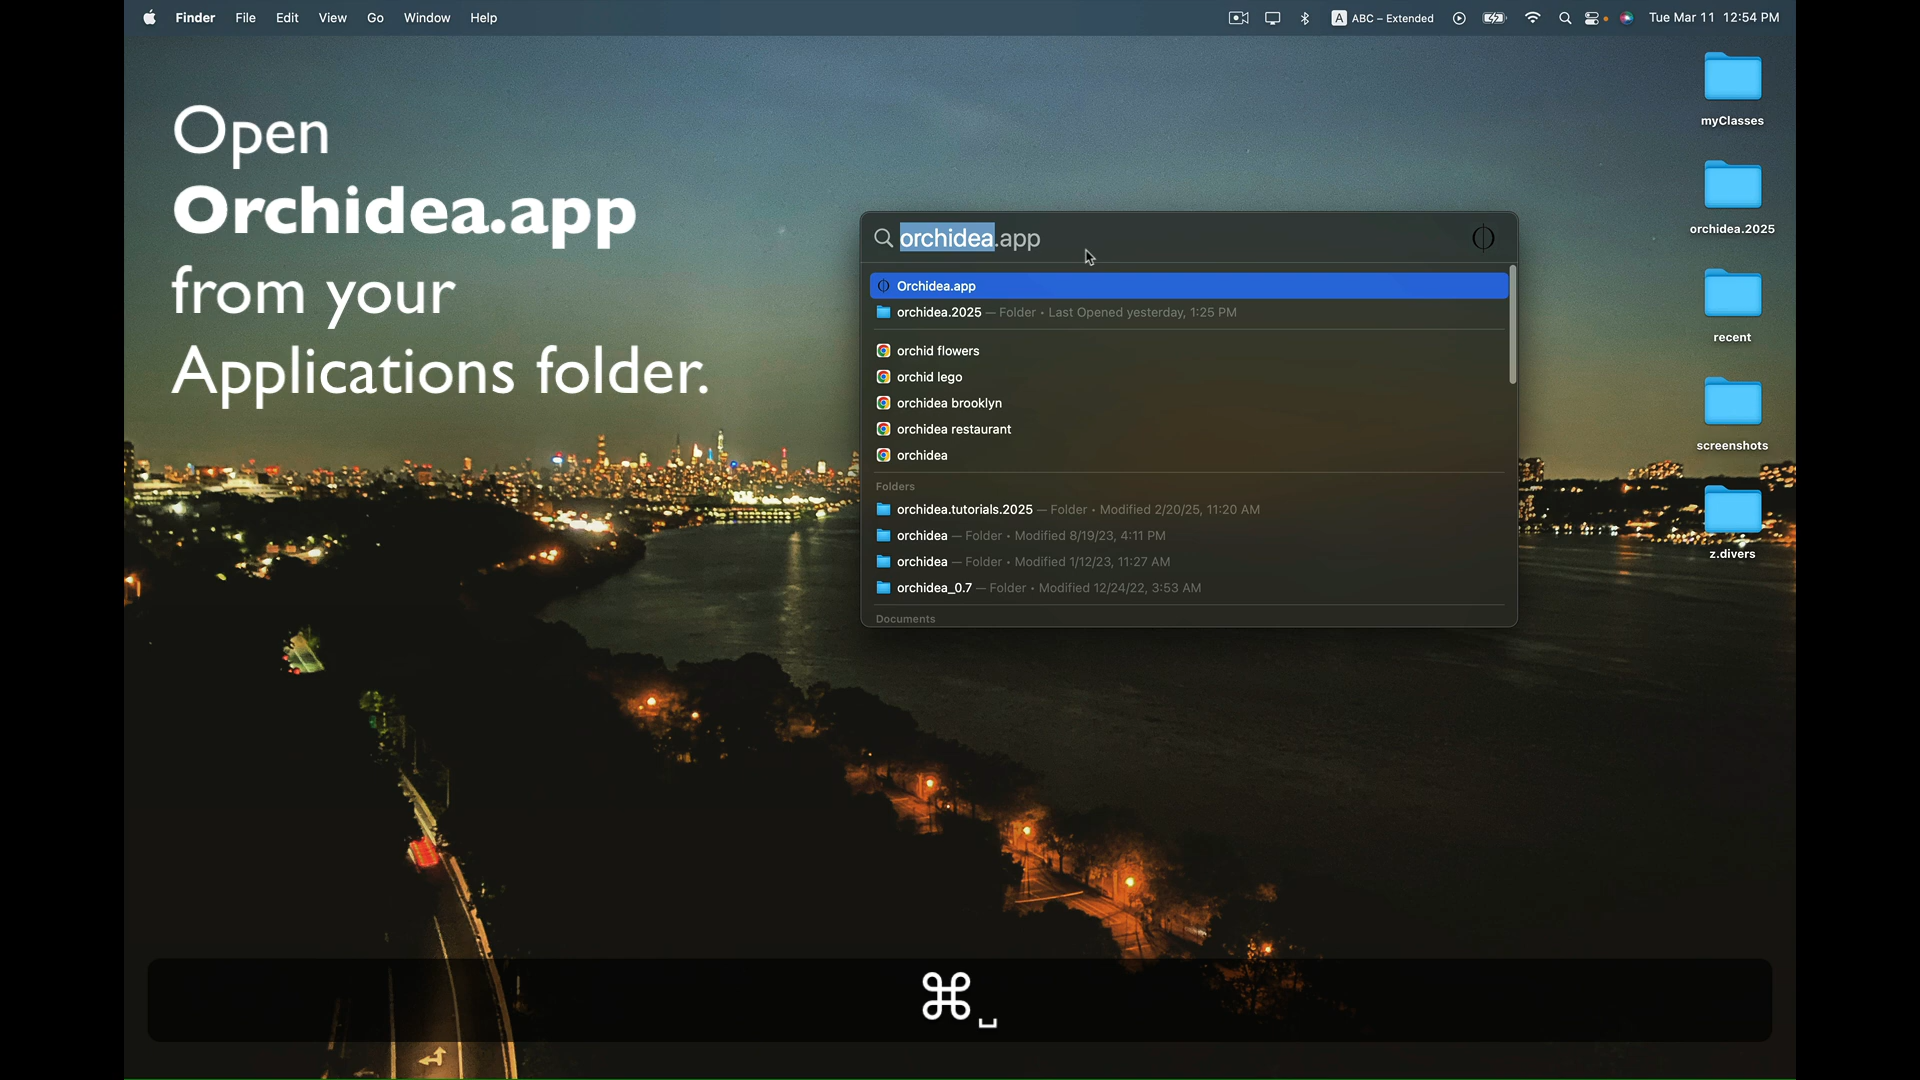 Finder File Edit View Go Window Help
A ABC – Extended Tue Mar 11 12:54 PM
Open
Orchidea.app
from your
Applications folder.
orchidea.app
Orchidea.app
orchidea.2025 — Folder • Last Opened yesterday, 1:25 PM
orchid flowers
orchid lego
orchidea brooklyn
orchidea restaurant
orchidea
Folders
orchidea.tutorials.2025 — Folder • Modified 2/20/25, 11:20 AM
orchidea — Folder • Modified 8/19/23, 4:11 PM
orchidea — Folder • Modified 1/12/23, 11:27 AM
orchidea_0.7 — Folder • Modified 12/24/22, 3:53 AM
Documents
myClasses
orchidea.2025
recent
screenshots
z.divers
⌘␣